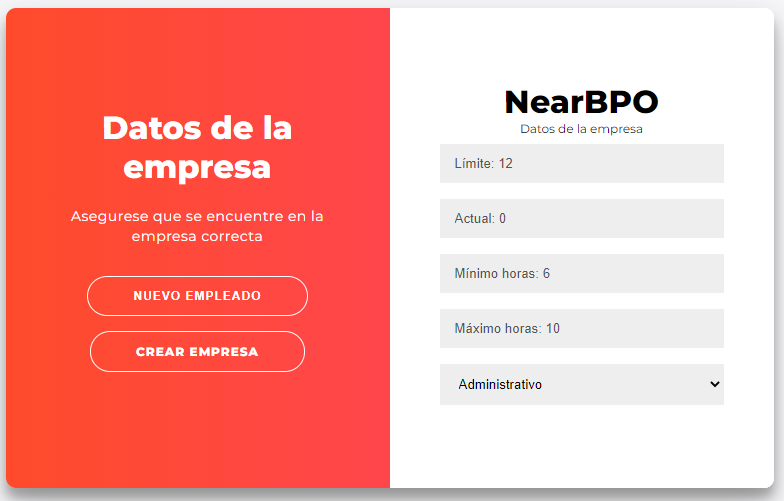 Datos de la
empresa
Asegurese que se encuentre en la
empresa correcta
NUEVO EMPLEADO
CREAR EMPRESA
NearBPO
Datos de la empresa
Límite: 12
Actual: 0
Mínimo horas: 6
Máximo horas: 10
Administrativo